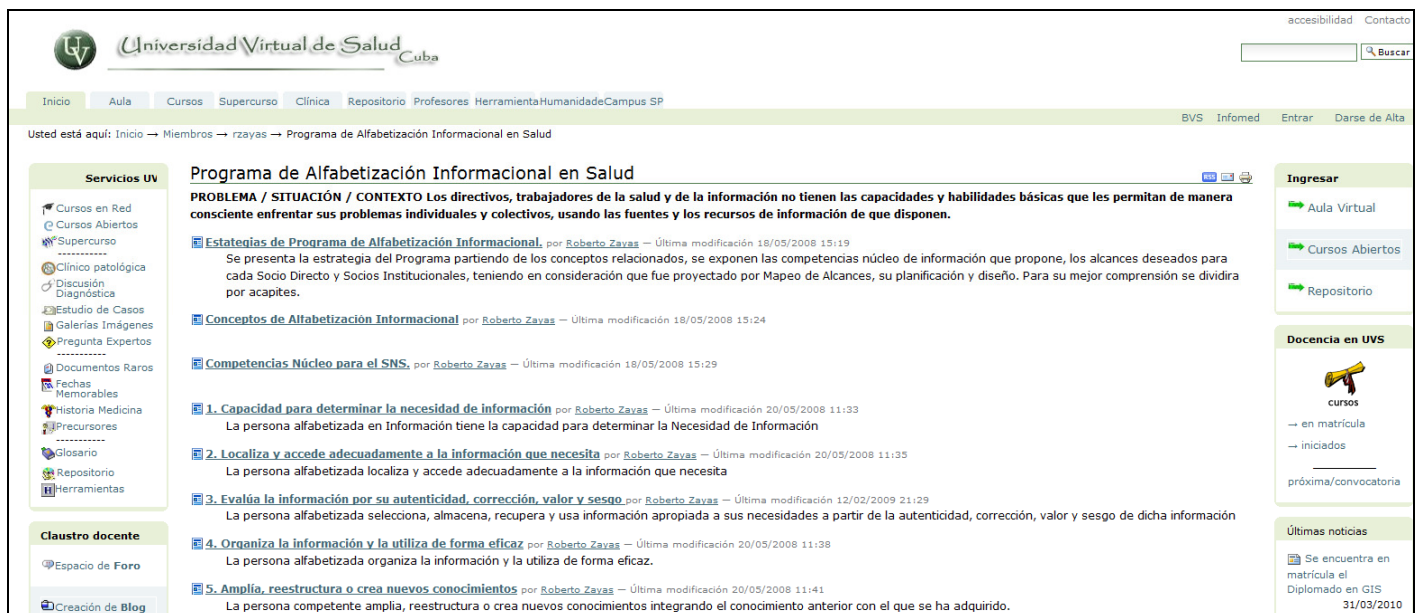 accesibilidad Contacto
UV
Universidad Virtual de Salud
Cuba
Buscar
Inicio Aula Cursos Supercurso Clínica Repositorio Profesores Herramienta Humanidade Campus SP
BVS Infomed Entrar Darse de Alta
Usted está aquí: Inicio → Miembros → rzayas → Programa de Alfabetización Informacional en Salud
Servicios UV
Cursos en Red
Cursos Abiertos
Supercurso
-----------
Clínico patológica
Discusión
Diagnóstica
Estudio de Casos
Galerías Imágenes
Pregunta Expertos
-----------
Documentos Raros
Fechas
Memorables
Historia Medicina
Precursores
-----------
Glosario
Repositorio
Herramientas
Claustro docente
Espacio de Foro
Creación de Blog
Programa de Alfabetización Informacional en Salud
RSS
PROBLEMA / SITUACIÓN / CONTEXTO Los directivos, trabajadores de la salud y de la información no tienen las capacidades y habilidades básicas que les permitan de manera
consciente enfrentar sus problemas individuales y colectivos, usando las fuentes y los recursos de información de que disponen.
Estategias de Programa de Alfabetización Informacional. por Roberto Zayas — Última modificación 18/05/2008 15:19
Se presenta la estrategia del Programa partiendo de los conceptos relacionados, se exponen las competencias núcleo de información que propone, los alcances deseados para
cada Socio Directo y Socios Institucionales, teniendo en consideración que fue proyectado por Mapeo de Alcances, su planificación y diseño. Para su mejor comprensión se dividira
por acapites.
Conceptos de Alfabetización Informacional por Roberto Zayas — Última modificación 18/05/2008 15:24
Competencias Núcleo para el SNS. por Roberto Zayas — Última modificación 18/05/2008 15:29
1. Capacidad para determinar la necesidad de información por Roberto Zayas — Última modificación 20/05/2008 11:33
La persona alfabetizada en Información tiene la capacidad para determinar la Necesidad de Información
2. Localiza y accede adecuadamente a la información que necesita por Roberto Zayas — Última modificación 20/05/2008 11:35
La persona alfabetizada localiza y accede adecuadamente a la información que necesita
3. Evalúa la información por su autenticidad, corrección, valor y sesgo por Roberto Zayas — Última modificación 12/02/2009 21:29
La persona alfabetizada selecciona, almacena, recupera y usa información apropiada a sus necesidades a partir de la autenticidad, corrección, valor y sesgo de dicha información
4. Organiza la información y la utiliza de forma eficaz por Roberto Zayas — Última modificación 20/05/2008 11:38
La persona alfabetizada organiza la información y la utiliza de forma eficaz.
5. Amplía, reestructura o crea nuevos conocimientos por Roberto Zayas — Última modificación 20/05/2008 11:41
La persona competente amplia, reestructura o crea nuevos conocimientos integrando el conocimiento anterior con el que se ha adquirido.
Ingresar
Aula Virtual
Cursos Abiertos
Repositorio
Docencia en UVS
cursos
→ en matrícula
→ iniciados
próxima/convocatoria
Últimas noticias
Se encuentra en
matrícula el
Diplomado en GIS
31/03/2010